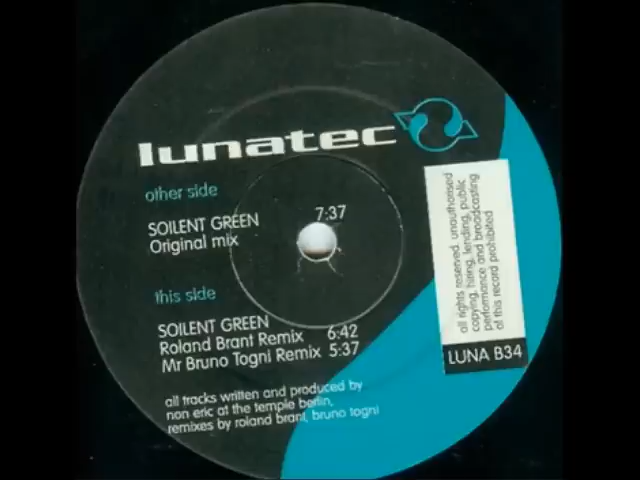 lunatec
other side
SOILENT GREEN 7:37
Original mix
this side
SOILENT GREEN
Roland Brant Remix 6:42
Mr Bruno Togni Remix 5:37
all tracks written and produced by
non eric at the temple berlin,
remixes by roland brant, bruno togni
all rights reserved. unauthorised
copying, hiring, lending, public
performance and broadcasting
of this record prohibited
LUNA B34